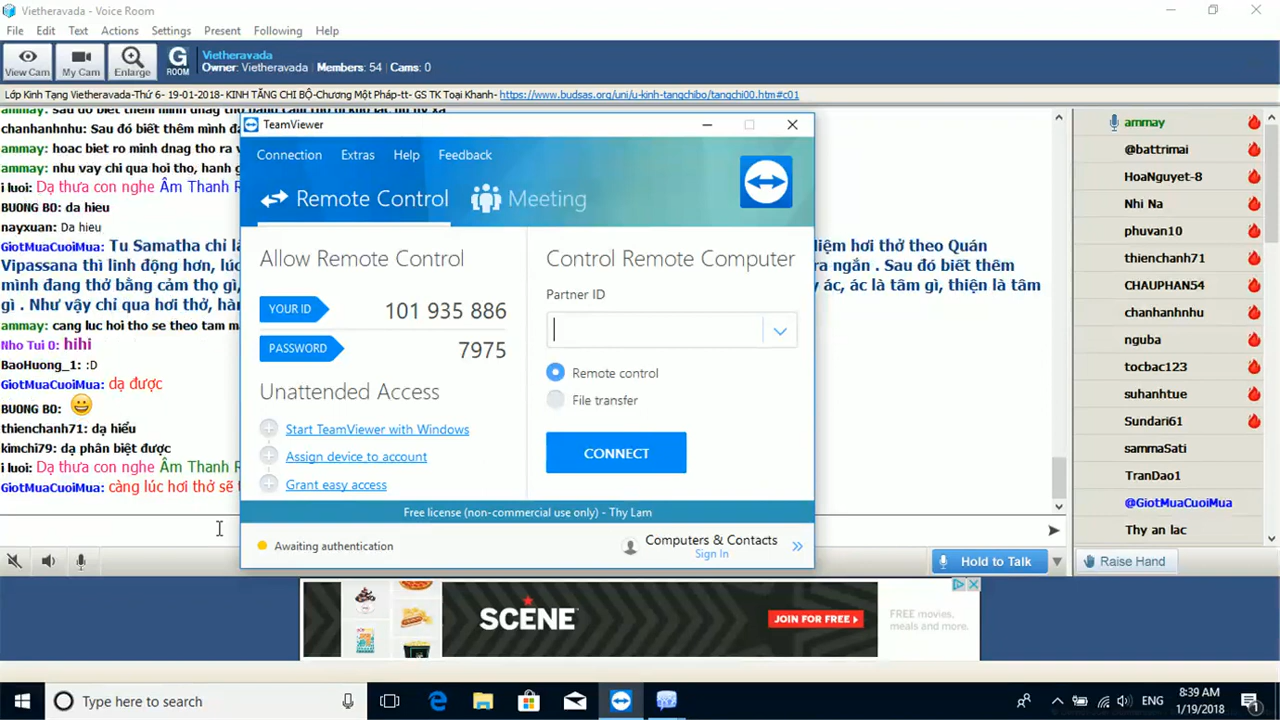 Vietheravada - Voice Room
File Edit Text Actions Settings Present Following Help
View Cam
My Cam
Enlarge
G
ROOM
Vietheravada
Owner: Vietheravada Members: 54 Cams: 0
Lớp Kinh Tạng Vietheravada-Thứ 6- 19-01-2018- KINH TĂNG CHI BỘ-Chương Một Pháp-tt- GS TK Toại Khanh- https://www.budsas.org/uni/u-kinh-tangchibo/tangchi00.htm#c01
chanhanhnhu: Sau đó biết thêm mình đa
ammay: hoac biet ro minh dnag tho ra v
ammay: nhu vay chi qua hoi tho, hanh g
i luoi: Dạ thưa con nghe Âm Thanh R
BUONG BO: da hieu
nayxuan: Da hieu
GiotMuaCuoiMua: Tu Samatha chỉ là
iệm hơi thở theo Quán
Vipassana thì linh động hơn, lúc
ra ngắn . Sau đó biết thêm
mình đang thở bằng cảm thọ gì,
ác, ác là tâm gì, thiện là tâm
gì . Như vậy chỉ qua hơi thở, hàn
ammay: cang luc hoi tho se theo tam m
Nho Tui 0: hihi
BaoHuong_1: :D
GiotMuaCuoiMua: dạ được
BUONG BO:
thienchanh71: dạ hiểu
kimchi79: dạ phân biệt được
i luoi: Dạ thưa con nghe Âm Thanh R
GiotMuaCuoiMua: càng lúc hơi thở sẽ t
TeamViewer
Connection Extras Help Feedback
Remote Control
Meeting
Allow Remote Control
YOUR ID
101 935 886
PASSWORD
7975
Unattended Access
Start TeamViewer with Windows
Assign device to account
Grant easy access
Control Remote Computer
Partner ID
Remote control
File transfer
CONNECT
Free license (non-commercial use only) - Thy Lam
Awaiting authentication
Computers & Contacts
Sign In
ammay
@battrimai
HoaNguyet-8
Nhi Na
phuvan10
thienchanh71
CHAUPHAN54
chanhanhnhu
nguba
tocbac123
suhanhtue
Sundari61
sammaSati
TranDao1
@GiotMuaCuoiMua
Thy an lac
Hold to Talk
Raise Hand
SCENE
JOIN FOR FREE
FREE movies,
meals and more.
Type here to search
ENG
8:39 AM
1/19/2018
1